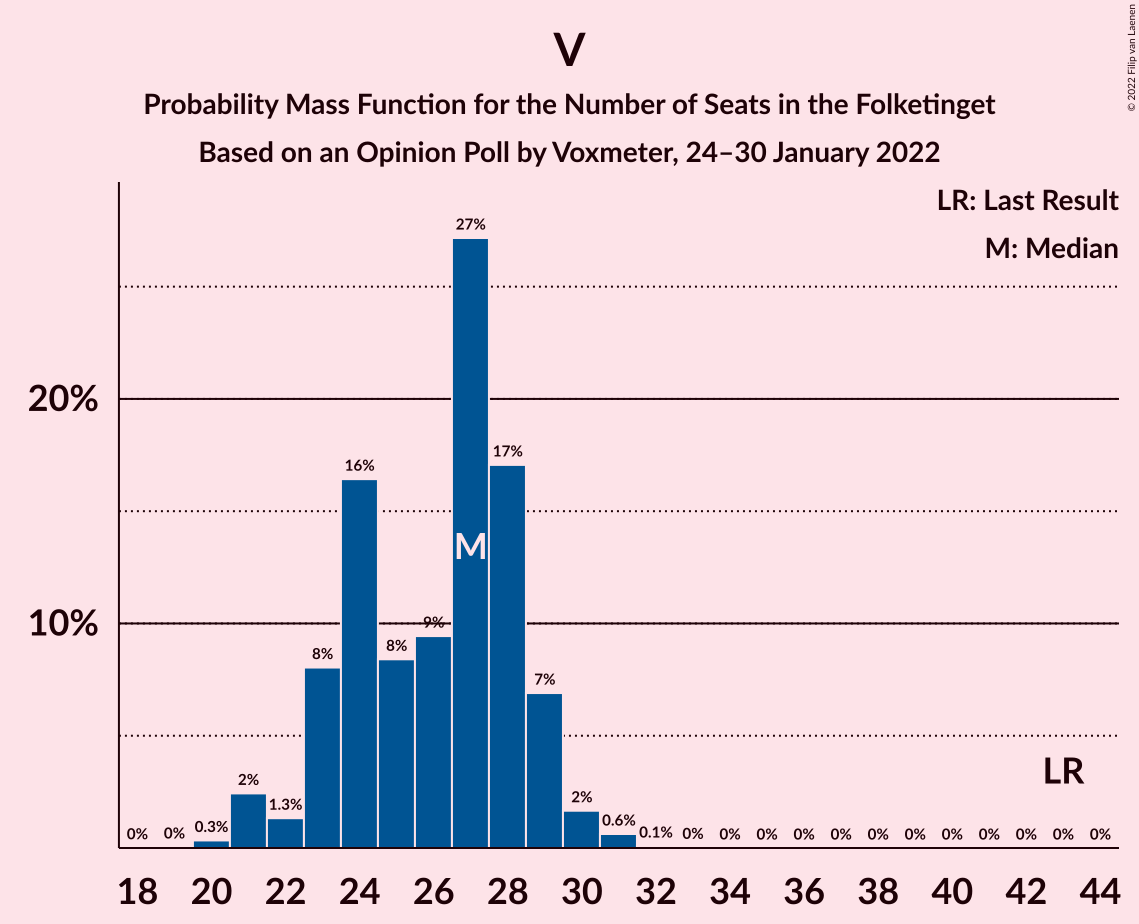 V
Probability Mass Function for the Number of Seats in the Folketinget
Based on an Opinion Poll by Voxmeter, 24–30 January 2022
© 2022 Filip van Laenen
LR: Last Result
M: Median
20%
10%
0% 0% 0.3% 2% 1.3% 8% 16% 8% 9% 27% 17% 7% 2% 0.6% 0.1% 0% 0% 0% 0% 0% 0% 0% 0% 0% 0% 0% 0%
M
LR
18 20 22 24 26 28 30 32 34 36 38 40 42 44